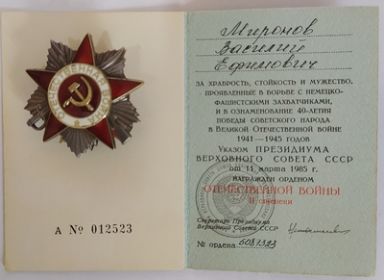 ОТЕЧЕСТВЕННАЯ ВОЙНА
А № 012523
Миронов
Василий
Ефимович
ЗА ХРАБРОСТЬ, СТОЙКОСТЬ И МУЖЕСТВО,
ПРОЯВЛЕННЫЕ В БОРЬБЕ С НЕМЕЦКО-
ФАШИСТСКИМИ ЗАХВАТЧИКАМИ,
И В ОЗНАМЕНОВАНИЕ 40-ЛЕТИЯ
ПОБЕДЫ СОВЕТСКОГО НАРОДА
В ВЕЛИКОЙ ОТЕЧЕСТВЕННОЙ ВОЙНЕ
1941—1945 ГОДОВ
УКАЗОМ ПРЕЗИДИУМА
ВЕРХОВНОГО СОВЕТА СССР
от 11 марта 1985 г.
НАГРАЖДЕН ОРДЕНОМ
ОТЕЧЕСТВЕННОЙ ВОЙНЫ
II степени
Секретарь Президиума
Верховного Совета СССР
№ ордена